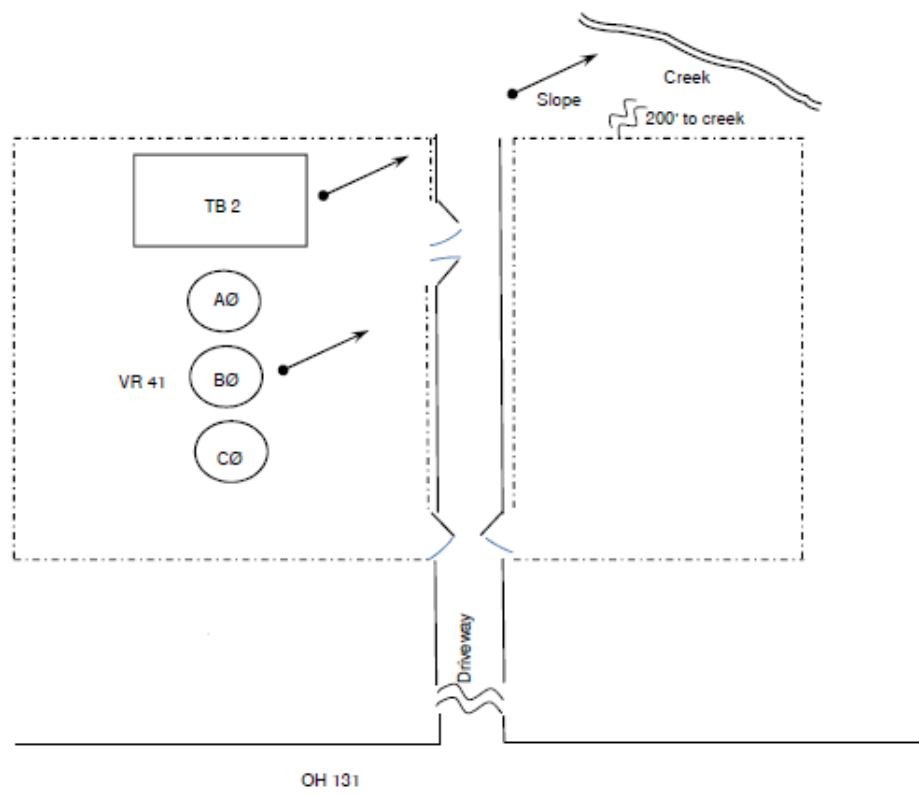 Creek
Slope
200' to creek
TB 2
AØ
VR 41
BØ
CØ
Driveway
OH 131